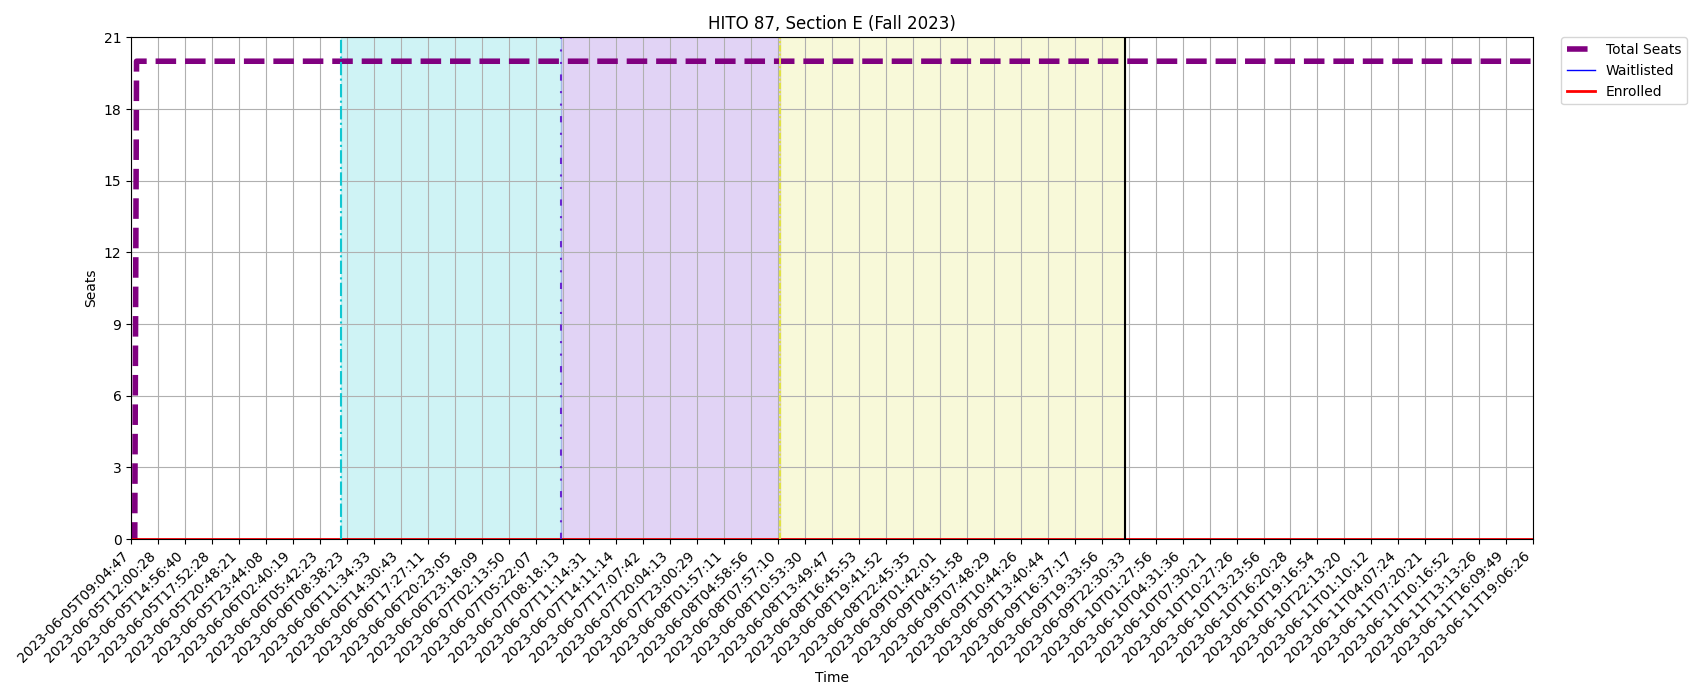 HITO 87, Section E (Fall 2023)
Total Seats
Waitlisted
Enrolled
21
18
15
12
9
6
3
0
Seats
2023-06-05T09:04:47
2023-06-05T12:00:28
2023-06-05T14:56:40
2023-06-05T17:52:28
2023-06-05T20:48:21
2023-06-05T23:44:08
2023-06-06T02:40:19
2023-06-06T05:42:23
2023-06-06T08:38:23
2023-06-06T11:34:33
2023-06-06T14:30:43
2023-06-06T17:27:11
2023-06-06T20:23:05
2023-06-06T23:18:09
2023-06-07T02:13:50
2023-06-07T05:22:07
2023-06-07T08:18:13
2023-06-07T11:14:31
2023-06-07T14:11:14
2023-06-07T17:07:42
2023-06-07T20:04:13
2023-06-07T23:00:29
2023-06-08T01:57:11
2023-06-08T04:58:56
2023-06-08T07:57:10
2023-06-08T10:53:30
2023-06-08T13:49:47
2023-06-08T16:45:53
2023-06-08T19:41:52
2023-06-08T22:45:35
2023-06-09T01:42:01
2023-06-09T04:51:58
2023-06-09T07:48:29
2023-06-09T10:44:26
2023-06-09T13:40:44
2023-06-09T16:37:17
2023-06-09T19:33:56
2023-06-09T22:30:33
2023-06-10T01:27:56
2023-06-10T04:31:36
2023-06-10T07:30:21
2023-06-10T10:27:26
2023-06-10T13:23:56
2023-06-10T16:20:28
2023-06-10T19:16:54
2023-06-10T22:13:20
2023-06-11T01:10:12
2023-06-11T04:07:24
2023-06-11T07:20:21
2023-06-11T10:16:52
2023-06-11T13:13:26
2023-06-11T16:09:49
2023-06-11T19:06:26
Time